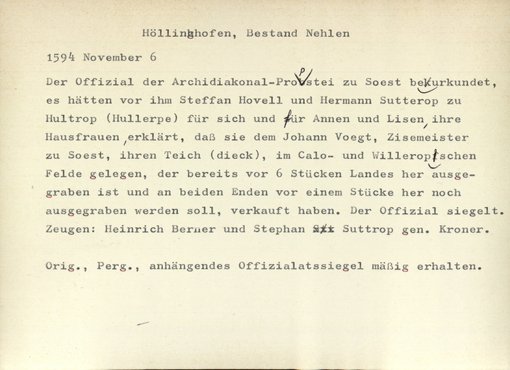 Höllinghofen, Bestand Nehlen
1594 November 6
Der Offizial der Archidiakonal-Propstei zu Soest bekurkundet,
es hätten vor ihm Steffan Hovell und Hermann Sutterop zu
Hultrop (Hullerpe) für sich und für Annen und Lisen, ihre
Hausfrauen, erklärt, daß sie dem Johann Voegt, Zisemeister
zu Soest, ihren Teich (dieck), im Calo- und Willeropschen
Felde gelegen, der bereits vor 6 Stücken Landes her ausge-
graben ist und an beiden Enden vor einem Stücke her noch
ausgegraben werden soll, verkauft haben. Der Offizial siegelt.
Zeugen: Heinrich Berner und Stephan Suttrop gen. Kroner.
Orig., Perg., anhängendes Offizialatssiegel mäßig erhalten.